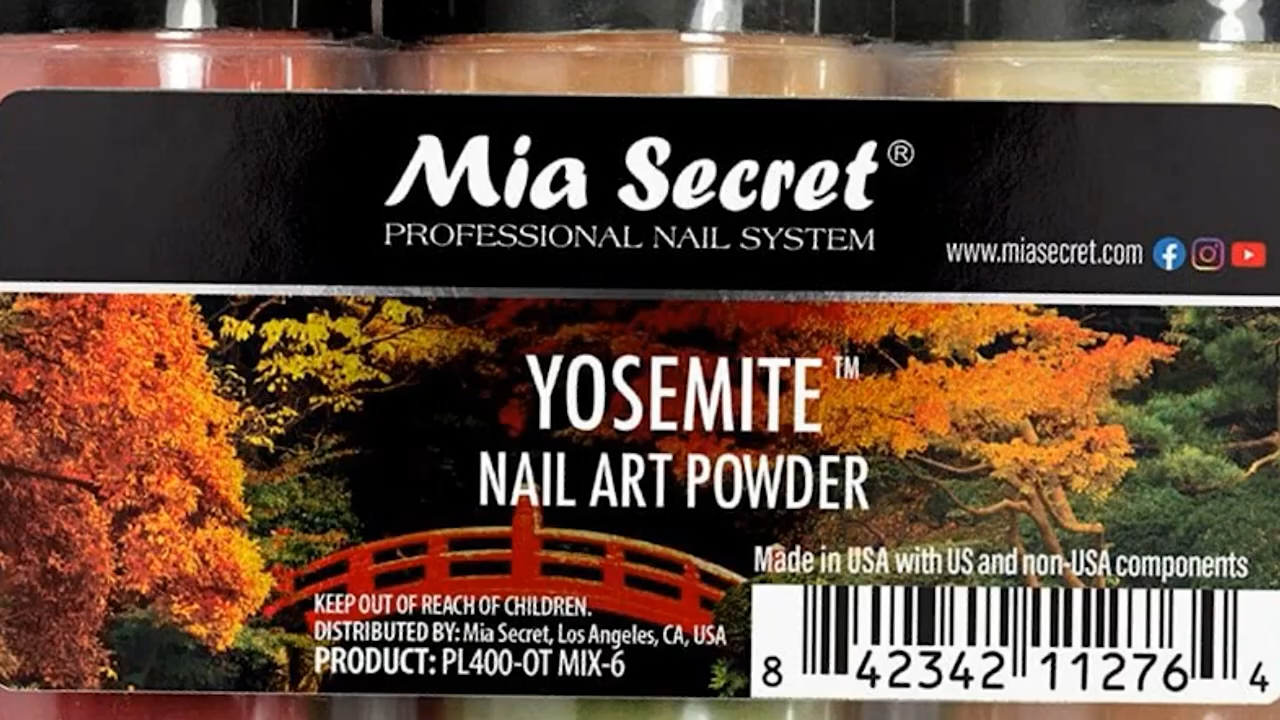 Mia Secret®
PROFESSIONAL NAIL SYSTEM
www.miasecret.com
YOSEMITE™
NAIL ART POWDER
Made in USA with US and non-USA components
KEEP OUT OF REACH OF CHILDREN.
DISTRIBUTED BY: Mia Secret, Los Angeles, CA, USA
PRODUCT: PL400-OT MIX-6
8 42342 11276 4